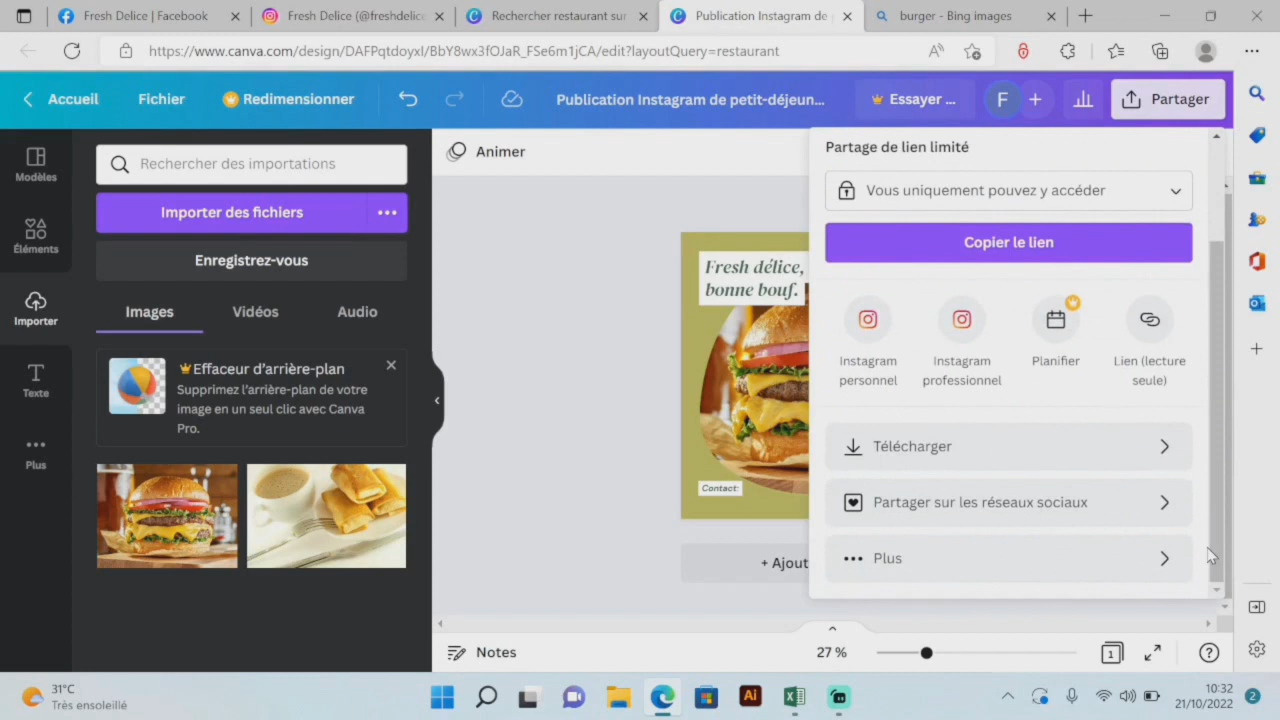 Fresh Delice | Facebook
Fresh Delice (@freshdelice
Rechercher restaurant sur
Publication Instagram de
burger - Bing images
https://www.canva.com/design/DAFPqtdoyxI/BbY8wx3fOJaR_FSe6m1jCA/edit?layoutQuery=restaurant
Accueil
Fichier
Redimensionner
Publication Instagram de petit-déjeun...
Essayer ...
F
Partager
Modèles
Éléments
Importer
Texte
Plus
Rechercher des importations
Importer des fichiers
Enregistrez-vous
Images
Vidéos
Audio
Effaceur d'arrière-plan
Supprimez l'arrière-plan de votre
image en un seul clic avec Canva
Pro.
Animer
Fresh délice,
bonne bouf.
Contact:
+ Ajout
Partage de lien limité
Vous uniquement pouvez y accéder
Copier le lien
Instagram
personnel
Instagram
professionnel
Planifier
Lien (lecture
seule)
Télécharger
Partager sur les réseaux sociaux
Plus
Notes
27 %
1
31°C
Très ensoleillé
Ai
10:32
21/10/2022
2